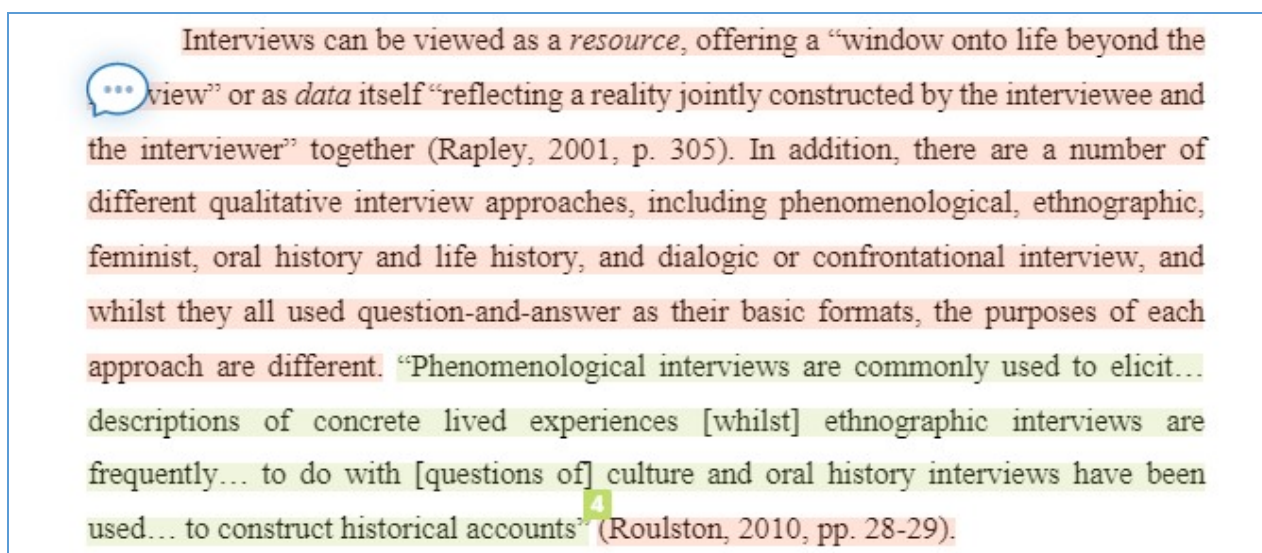 Interviews can be viewed as a resource, offering a “window onto life beyond the
view” or as data itself “reflecting a reality jointly constructed by the interviewee and
the interviewer” together (Rapley, 2001, p. 305). In addition, there are a number of
different qualitative interview approaches, including phenomenological, ethnographic,
feminist, oral history and life history, and dialogic or confrontational interview, and
whilst they all used question-and-answer as their basic formats, the purposes of each
approach are different. “Phenomenological interviews are commonly used to elicit…
descriptions of concrete lived experiences [whilst] ethnographic interviews are
frequently… to do with [questions of] culture and oral history interviews have been
4
used… to construct historical accounts” (Roulston, 2010, pp. 28-29).